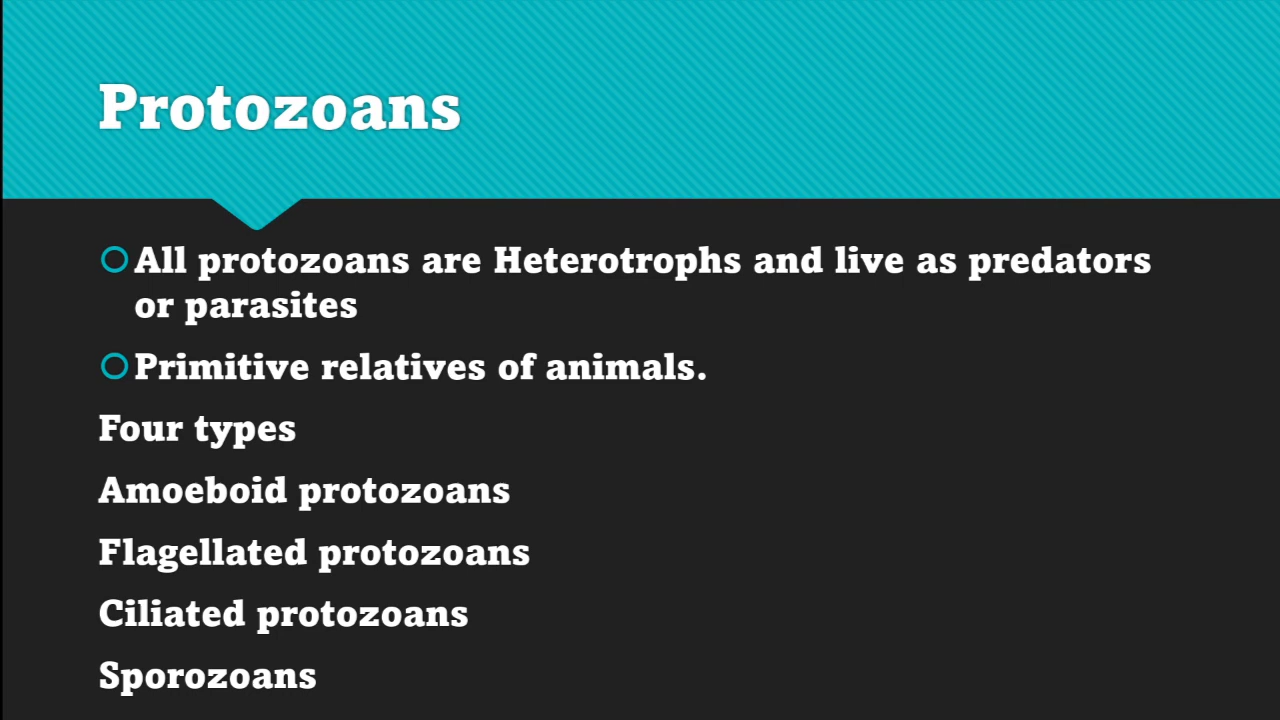 Protozoans
All protozoans are Heterotrophs and live as predators
or parasites
Primitive relatives of animals.
Four types
Amoeboid protozoans
Flagellated protozoans
Ciliated protozoans
Sporozoans